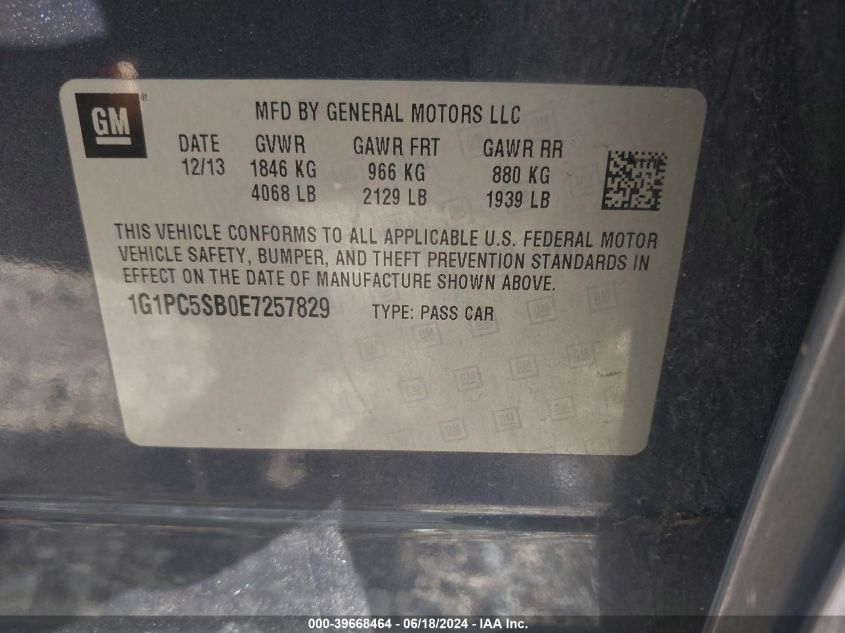 GM®
MFD BY GENERAL MOTORS LLC
DATE GVWR GAWR FRT GAWR RR
12/13 1846 KG 966 KG 880 KG
4068 LB 2129 LB 1939 LB
THIS VEHICLE CONFORMS TO ALL APPLICABLE U.S. FEDERAL MOTOR
VEHICLE SAFETY, BUMPER, AND THEFT PREVENTION STANDARDS IN
EFFECT ON THE DATE OF MANUFACTURE SHOWN ABOVE.
1G1PC5SB0E7257829 TYPE: PASS CAR
000-39668464 - 06/18/2024 - IAA Inc.